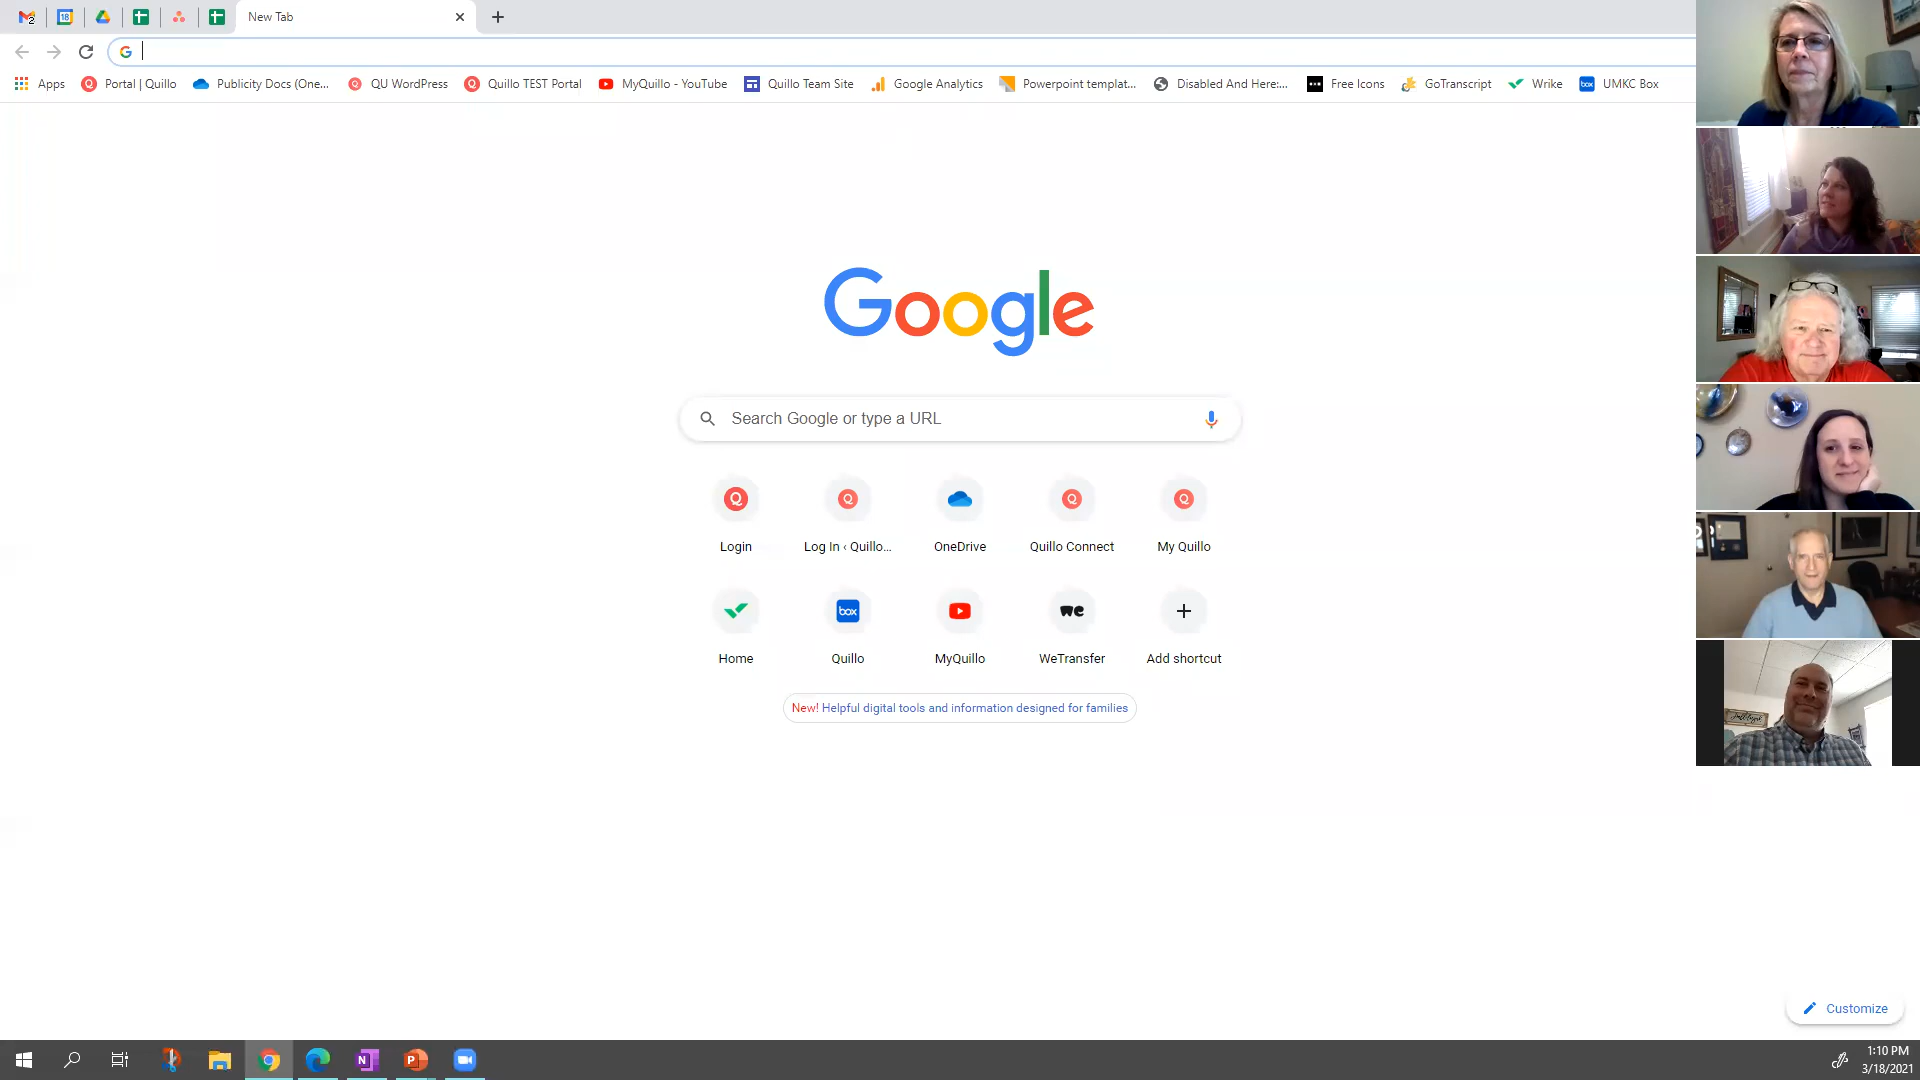 New Tab
Apps Portal | Quillo Publicity Docs (One... QU WordPress Quillo TEST Portal MyQuillo - YouTube Quillo Team Site Google Analytics Powerpoint templat... Disabled And Here:... Free Icons GoTranscript Wrike UMKC Box
Google
Search Google or type a URL
Login Log In ‹ Quillo... OneDrive Quillo Connect My Quillo
box
Home Quillo MyQuillo WeTransfer Add shortcut
New! Helpful digital tools and information designed for families
Customize
1:10 PM
3/18/2021